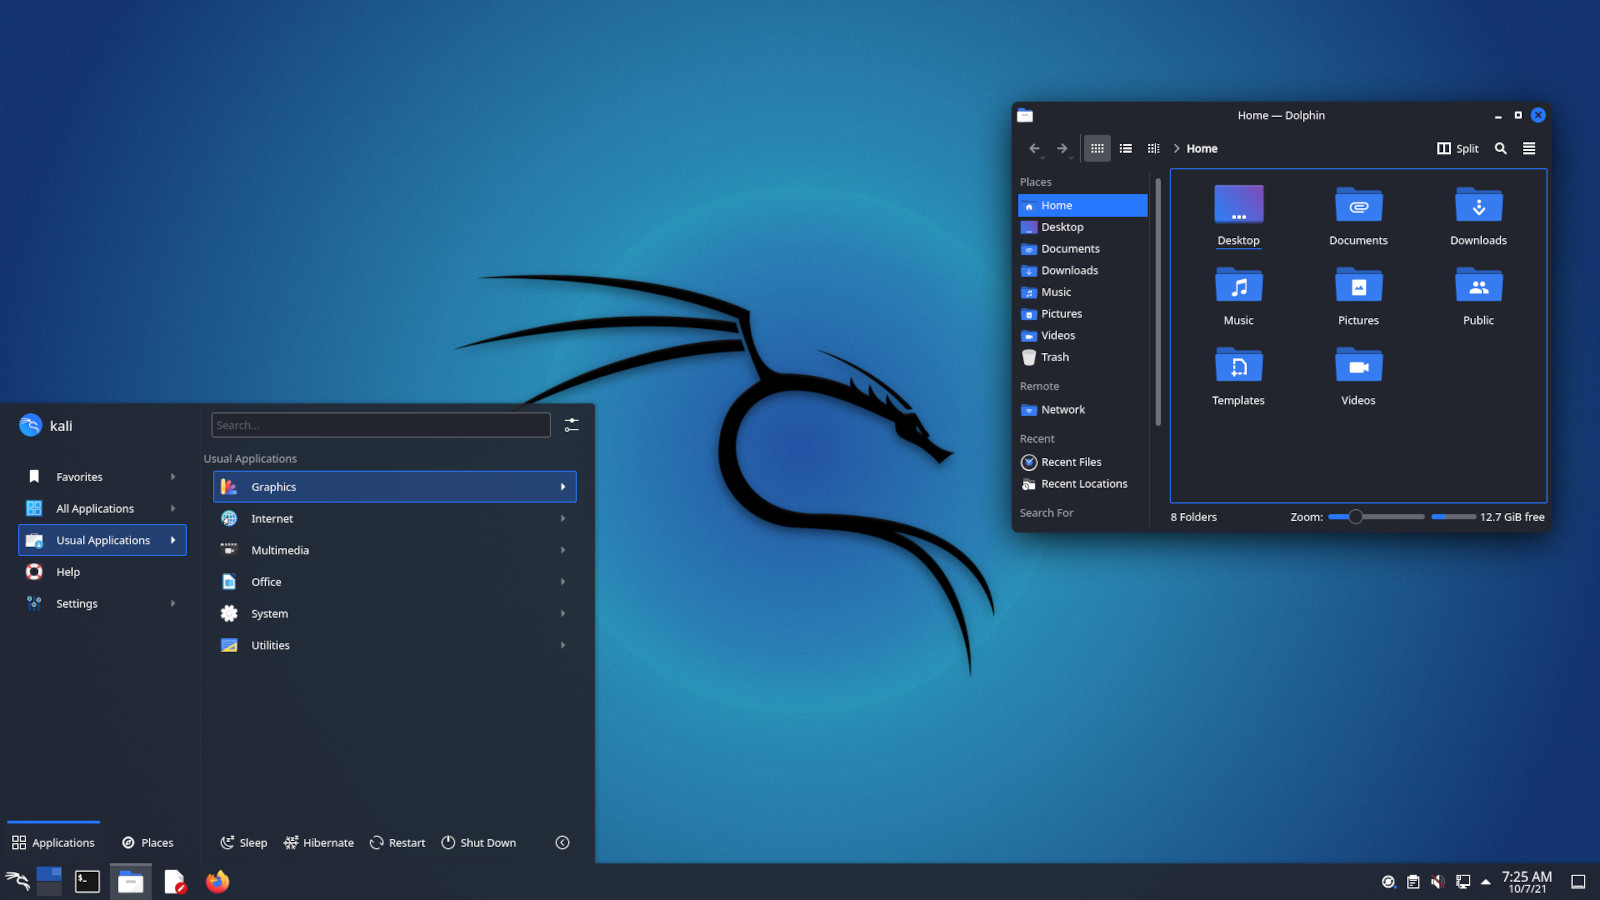 Home — Dolphin
Home
Split
Places
Home
Desktop
Documents
Downloads
Music
Pictures
Videos
Trash
Remote
Network
Recent
Recent Files
Recent Locations
Search For
Desktop
Documents
Downloads
Music
Pictures
Public
Templates
Videos
8 Folders
Zoom:
12.7 GiB free
kali
Search...
Favorites
All Applications
Usual Applications
Help
Settings
Usual Applications
Graphics
Internet
Multimedia
Office
System
Utilities
Applications
Places
Sleep
Hibernate
Restart
Shut Down
$_
7:25 AM
10/7/21